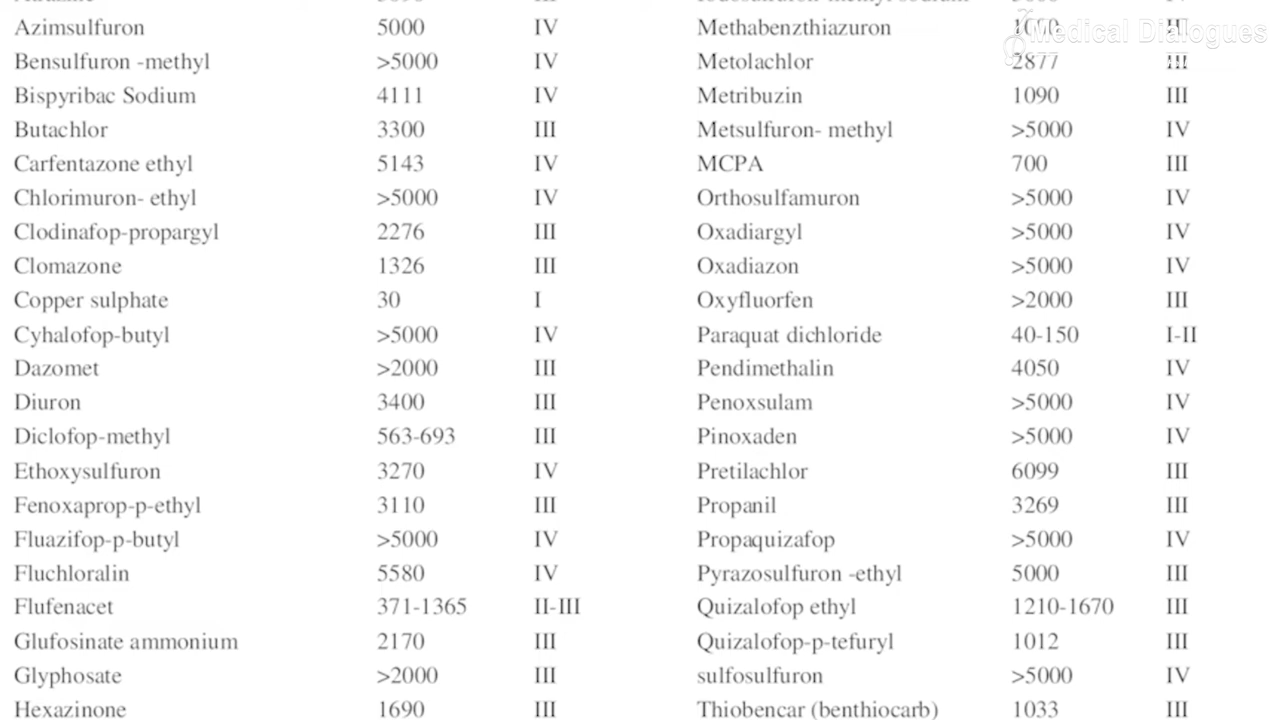 Azimsulfuron 5000 IV
Bensulfuron -methyl >5000 IV
Bispyribac Sodium 4111 IV
Butachlor 3300 III
Carfentazone ethyl 5143 IV
Chlorimuron- ethyl >5000 IV
Clodinafop-propargyl 2276 III
Clomazone 1326 III
Copper sulphate 30 I
Cyhalofop-butyl >5000 IV
Dazomet >2000 III
Diuron 3400 III
Diclofop-methyl 563-693 III
Ethoxysulfuron 3270 IV
Fenoxaprop-p-ethyl 3110 III
Fluazifop-p-butyl >5000 IV
Fluchloralin 5580 IV
Flufenacet 371-1365 II-III
Glufosinate ammonium 2170 III
Glyphosate >2000 III
Hexazinone 1690 III
Methabenzthiazuron
Metolachlor 2877 III
Metribuzin 1090 III
Metsulfuron- methyl >5000 IV
MCPA 700 III
Orthosulfamuron >5000 IV
Oxadiargyl >5000 IV
Oxadiazon >5000 IV
Oxyfluorfen >2000 III
Paraquat dichloride 40-150 I-II
Pendimethalin 4050 IV
Penoxsulam >5000 IV
Pinoxaden >5000 IV
Pretilachlor 6099 III
Propanil 3269 III
Propaquizafop >5000 IV
Pyrazosulfuron -ethyl 5000 III
Quizalofop ethyl 1210-1670 III
Quizalofop-p-tefuryl 1012 III
sulfosulfuron >5000 IV
Thiobencar (benthiocarb) 1033 III
Medical Dialogues